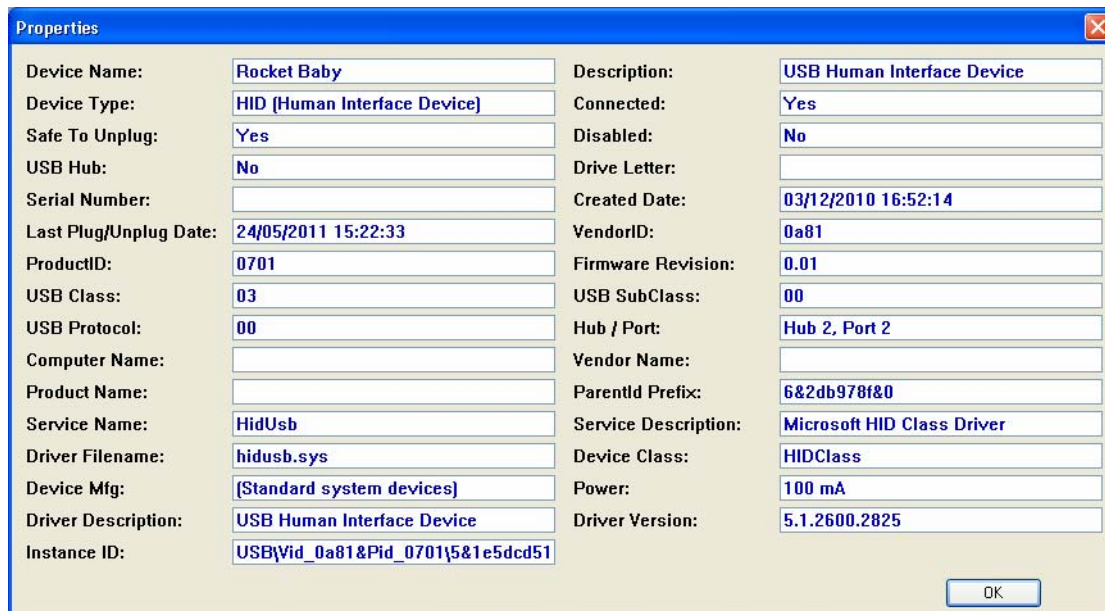 Properties
Device Name: Rocket Baby Description: USB Human Interface Device
Device Type: HID (Human Interface Device) Connected: Yes
Safe To Unplug: Yes Disabled: No
USB Hub: No Drive Letter:
Serial Number: Created Date: 03/12/2010 16:52:14
Last Plug/Unplug Date: 24/05/2011 15:22:33 VendorID: 0a81
ProductID: 0701 Firmware Revision: 0.01
USB Class: 03 USB SubClass: 00
USB Protocol: 00 Hub / Port: Hub 2, Port 2
Computer Name: Vendor Name:
Product Name: ParentId Prefix: 6&2db978f&0
Service Name: HidUsb Service Description: Microsoft HID Class Driver
Driver Filename: hidusb.sys Device Class: HIDClass
Device Mfg: (Standard system devices) Power: 100 mA
Driver Description: USB Human Interface Device Driver Version: 5.1.2600.2825
Instance ID: USB\Vid_0a81&Pid_0701\5&1e5dcd51
OK